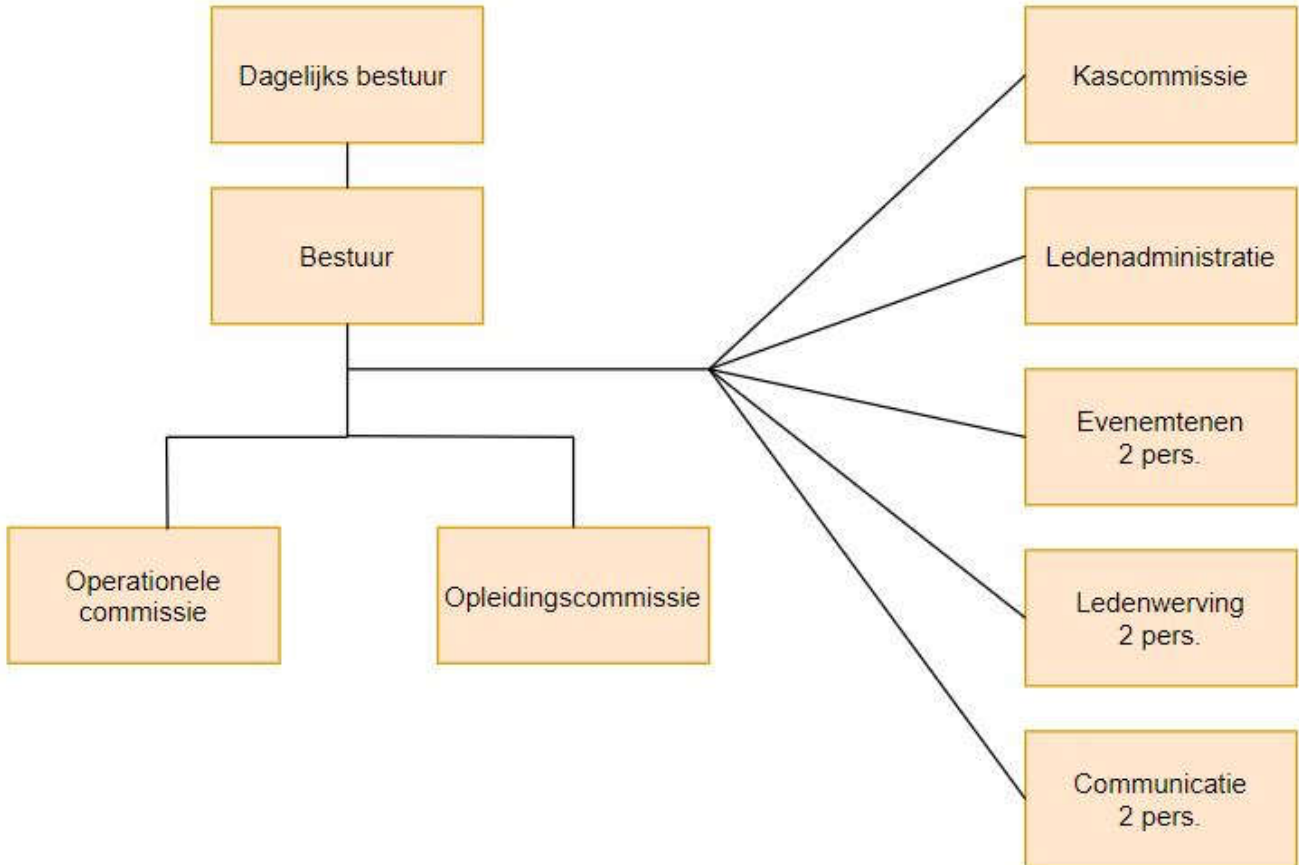 Dagelijks bestuur
Bestuur
Operationele
commissie
Opleidingscommissie
Kascommissie
Ledenadministratie
Evenemtenen
2 pers.
Ledenwerving
2 pers.
Communicatie
2 pers.